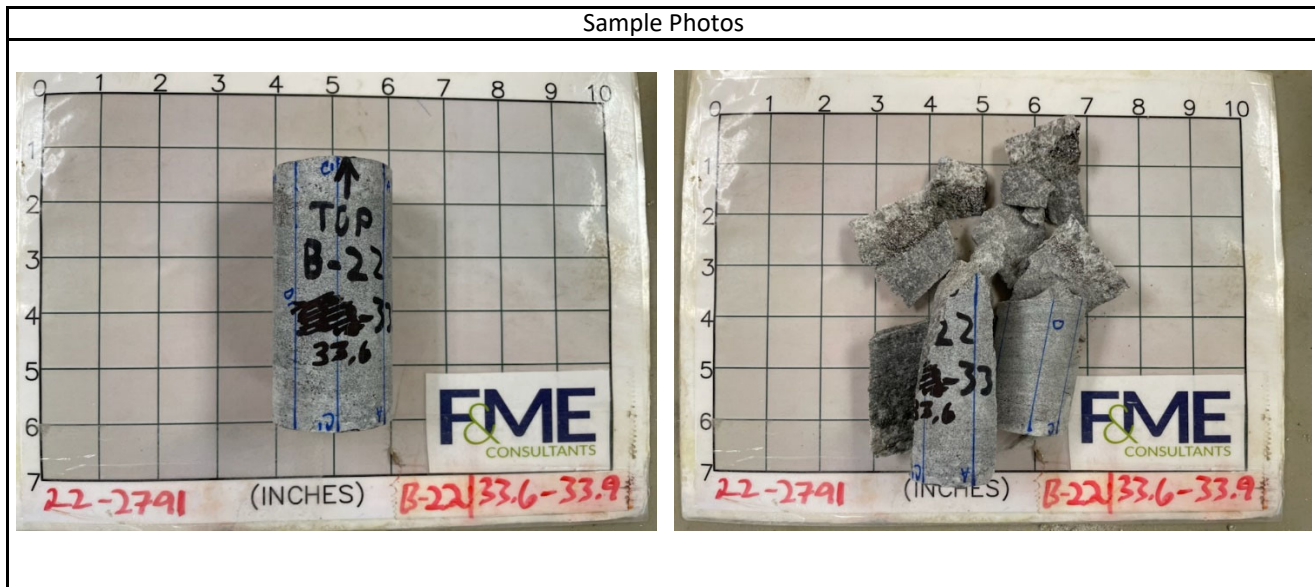 Sample Photos
0 1 2 3 4 5 6 7 8 9 10
1
2
3
4
5
6
7
TOP
B-22
-33
33.6
F&ME
CONSULTANTS
22-2791
(INCHES)
B-22 33.6-33.9
0 1 2 3 4 5 6 7 8 9 10
1
2
3
4
5
6
7
D
22
-33
33.6
A
F&ME
CONSULTANTS
22-2791
(INCHES)
B-22 33.6-33.9